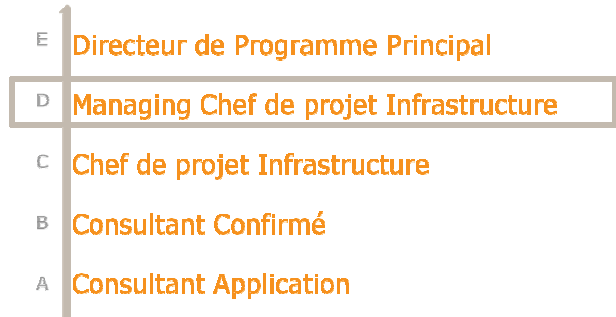 E Directeur de Programme Principal
D Managing Chef de projet Infrastructure
C Chef de projet Infrastructure
B Consultant Confirmé
A Consultant Application